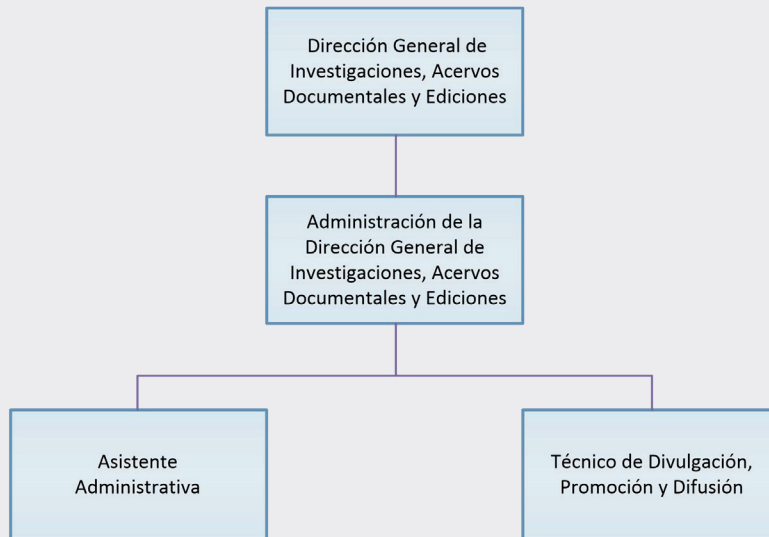 Dirección General de
Investigaciones, Acervos
Documentales y Ediciones
Administración de la
Dirección General de
Investigaciones, Acervos
Documentales y Ediciones
Asistente
Administrativa
Técnico de Divulgación,
Promoción y Difusión